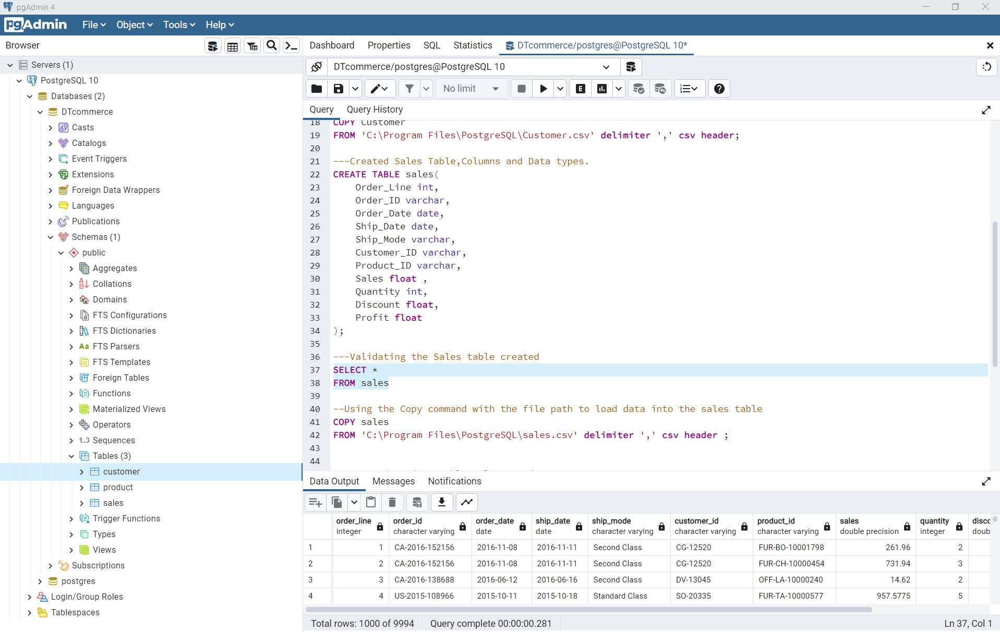 pgAdmin 4
pgAdmin File Object Tools Help
Browser
Dashboard Properties SQL Statistics DTcommerce/postgres@PostgreSQL 10*
Servers (1)
PostgreSQL 10
Databases (2)
DTcommerce
Casts
Catalogs
Event Triggers
Extensions
Foreign Data Wrappers
Languages
Publications
Schemas (1)
public
Aggregates
Collations
Domains
FTS Configurations
FTS Dictionaries
Aa FTS Parsers
FTS Templates
Foreign Tables
Functions
Materialized Views
Operators
1..3 Sequences
Tables (3)
customer
product
sales
Trigger Functions
Types
Views
Subscriptions
postgres
Login/Group Roles
Tablespaces
DTcommerce/postgres@PostgreSQL 10
No limit
E
Query Query History
18 COPY Customer
19 FROM 'C:\Program Files\PostgreSQL\Customer.csv' delimiter ',' csv header;
20
21 ---Created Sales Table,Columns and Data types.
22 CREATE TABLE sales(
23 Order_Line int,
24 Order_ID varchar,
25 Order_Date date,
26 Ship_Date date,
27 Ship_Mode varchar,
28 Customer_ID varchar,
29 Product_ID varchar,
30 Sales float ,
31 Quantity int,
32 Discount float,
33 Profit float
34 );
35
36 ---Validating the Sales table created
37 SELECT *
38 FROM sales
39
40 --Using the Copy command with the file path to load data into the sales table
41 COPY sales
42 FROM 'C:\Program Files\PostgreSQL\sales.csv' delimiter ',' csv header ;
43
44
Data Output Messages Notifications
order_line order_id order_date ship_date ship_mode customer_id product_id sales quantity disco
integer character varying date date character varying character varying character varying double precision integer doub
1 1 CA-2016-152156 2016-11-08 2016-11-11 Second Class CG-12520 FUR-BO-10001798 261.96 2
2 2 CA-2016-152156 2016-11-08 2016-11-11 Second Class CG-12520 FUR-CH-10000454 731.94 3
3 3 CA-2016-138688 2016-06-12 2016-06-16 Second Class DV-13045 OFF-LA-10000240 14.62 2
4 4 US-2015-108966 2015-10-11 2015-10-18 Standard Class SO-20335 FUR-TA-10000577 957.5775 5
Total rows: 1000 of 9994 Query complete 00:00:00.281 Ln 37, Col 1